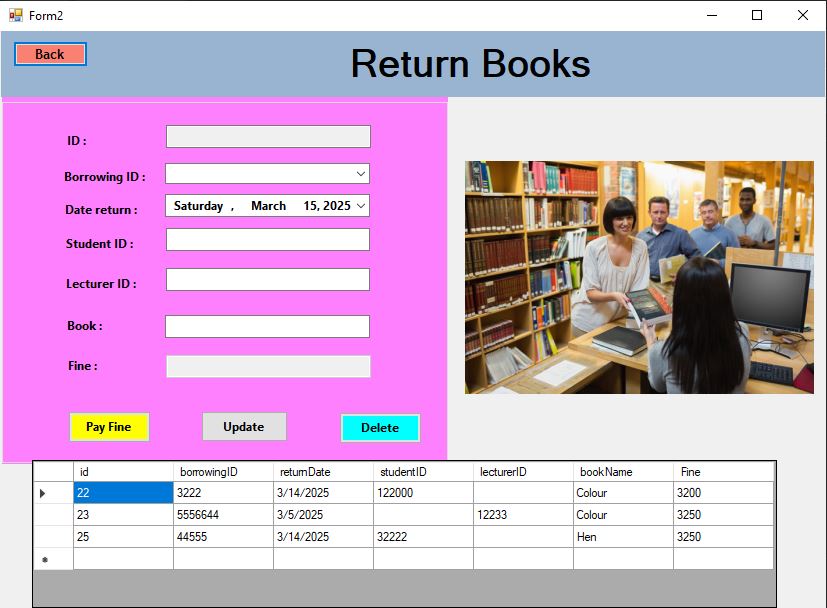 Form2
Back
Return Books
ID :
Borrowing ID :
Date return : Saturday , March 15, 2025
Student ID :
Lecturer ID :
Book :
Fine :
Pay Fine Update Delete
id borrowingID returnDate studentID lecturerID bookName Fine
22 3222 3/14/2025 122000 Colour 3200
23 5556644 3/5/2025 12233 Colour 3250
25 44555 3/14/2025 32222 Hen 3250